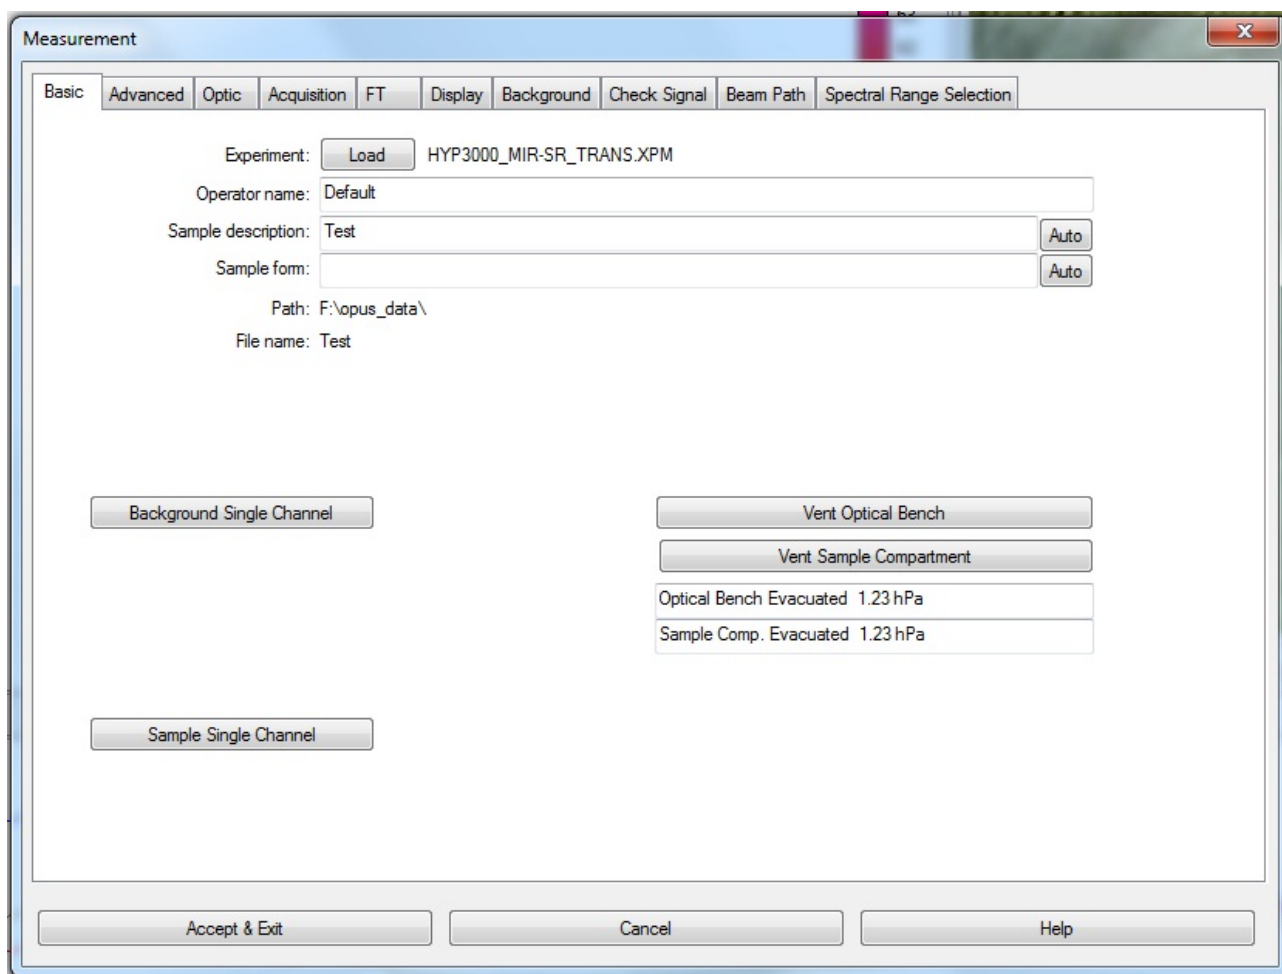 Measurement
Basic Advanced Optic Acquisition FT Display Background Check Signal Beam Path Spectral Range Selection
Experiment: Load HYP3000_MIR-SR_TRANS.XPM
Operator name: Default
Sample description: Test Auto
Sample form: Auto
Path: F:\opus_data\
File name: Test
Background Single Channel Vent Optical Bench
Vent Sample Compartment
Optical Bench Evacuated 1.23 hPa
Sample Comp. Evacuated 1.23 hPa
Sample Single Channel
Accept & Exit Cancel Help